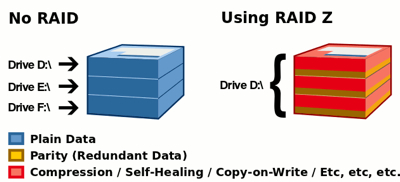 No RAID
Using RAID Z
Drive D:\
Drive E:\
Drive F:\
Drive D:\
Plain Data
Parity (Redundant Data)
Compression / Self-Healing / Copy-on-Write / Etc, etc, etc.